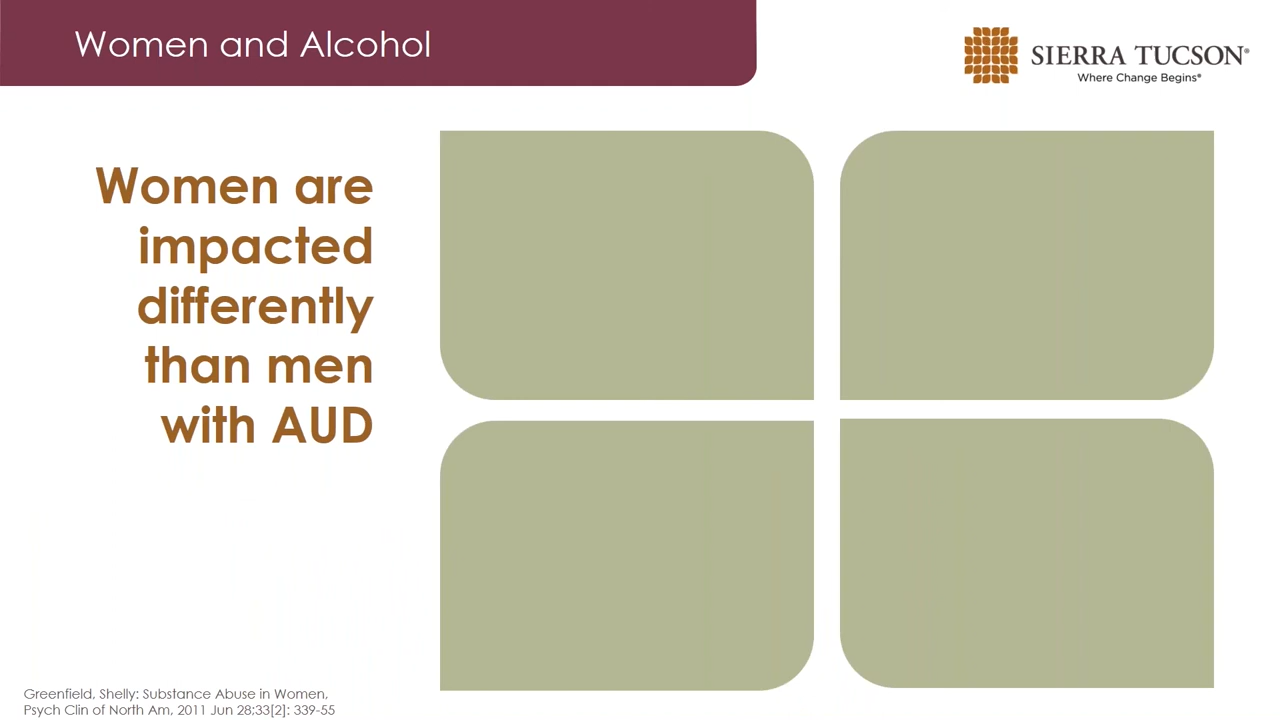 Women and Alcohol
SIERRA TUCSON®
Where Change Begins®
Women are
impacted
differently
than men
with AUD
Greenfield, Shelly: Substance Abuse in Women,
Psych Clin of North Am, 2011 Jun 28;33[2]: 339-55